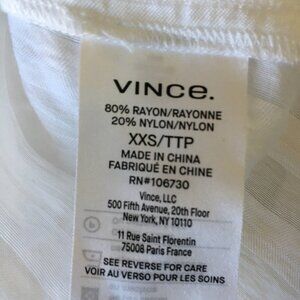 VINCE.
80% RAYON/RAYONNE
20% NYLON/NYLON
XXS/TTP
MADE IN CHINA
FABRIQUÉ EN CHINE
RN#106730
Vince, LLC
500 Fifth Avenue, 20th Floor
New York, NY 10110
11 Rue Saint Florentin
75008 Paris France
SEE REVERSE FOR CARE
VOIR AU VERSO POUR LES SOINS